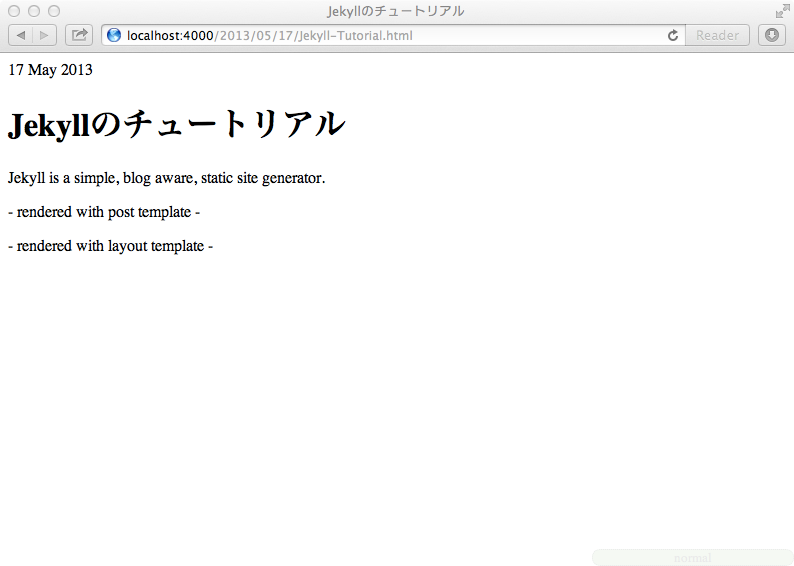 Jekyllのチュートリアル
localhost:4000/2013/05/17/Jekyll-Tutorial.html
Reader
17 May 2013
Jekyllのチュートリアル
Jekyll is a simple, blog aware, static site generator.
- rendered with post template -
- rendered with layout template -
normal